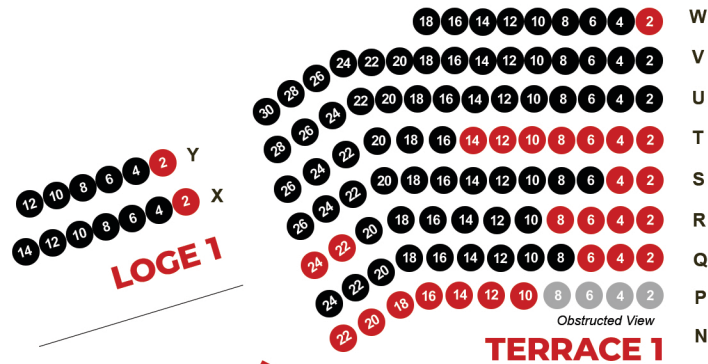 18 16 14 12 10 8 6 4 2 W
30 28 26 24 22 20 18 16 14 12 10 8 6 4 2 V
28 26 24 22 20 18 16 14 12 10 8 6 4 2 U
26 24 22 20 18 16 14 12 10 8 6 4 2 T
26 24 22 20 18 16 14 12 10 8 6 4 2 S
24 22 20 18 16 14 12 10 8 6 4 2 R
24 22 20 18 16 14 12 10 8 6 4 2 Q
22 20 18 16 14 12 10 8 6 4 2 P
Obstructed View
N
TERRACE 1
12 10 8 6 4 2 Y
14 12 10 8 6 4 2 X
LOGE 1